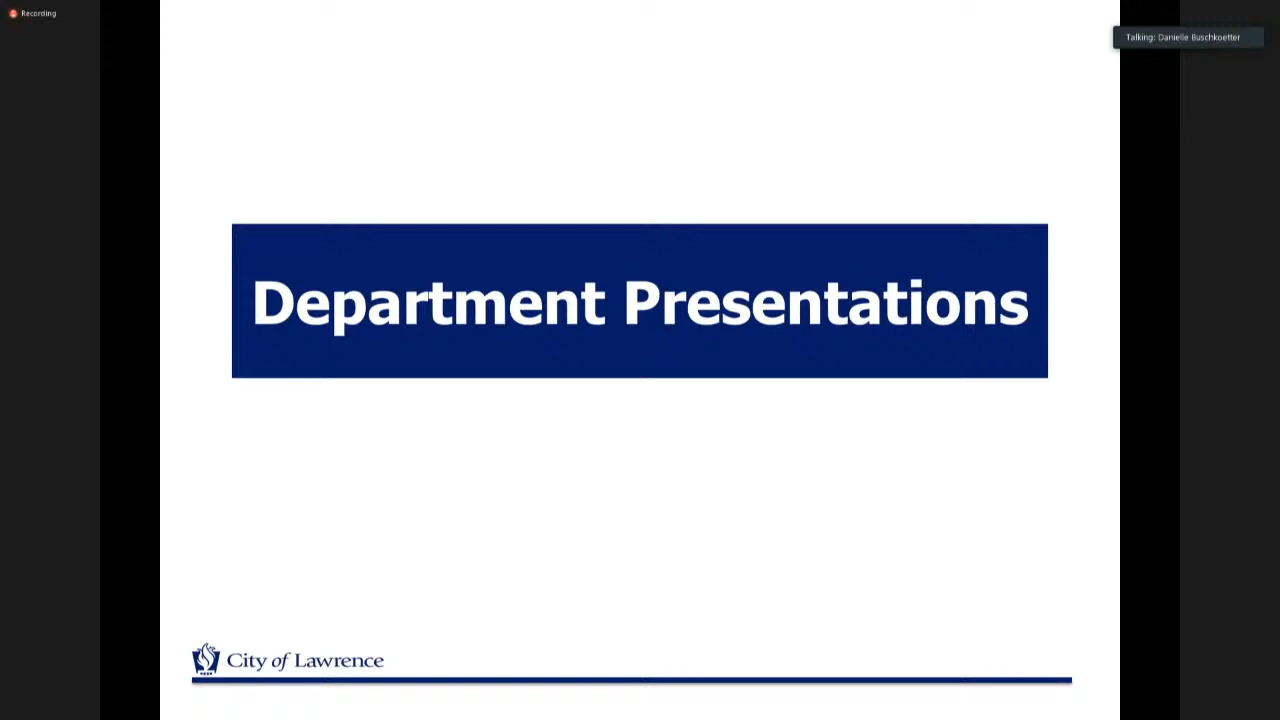 Recording
Talking: Danielle Buschkoetter
Department Presentations
City of Lawrence